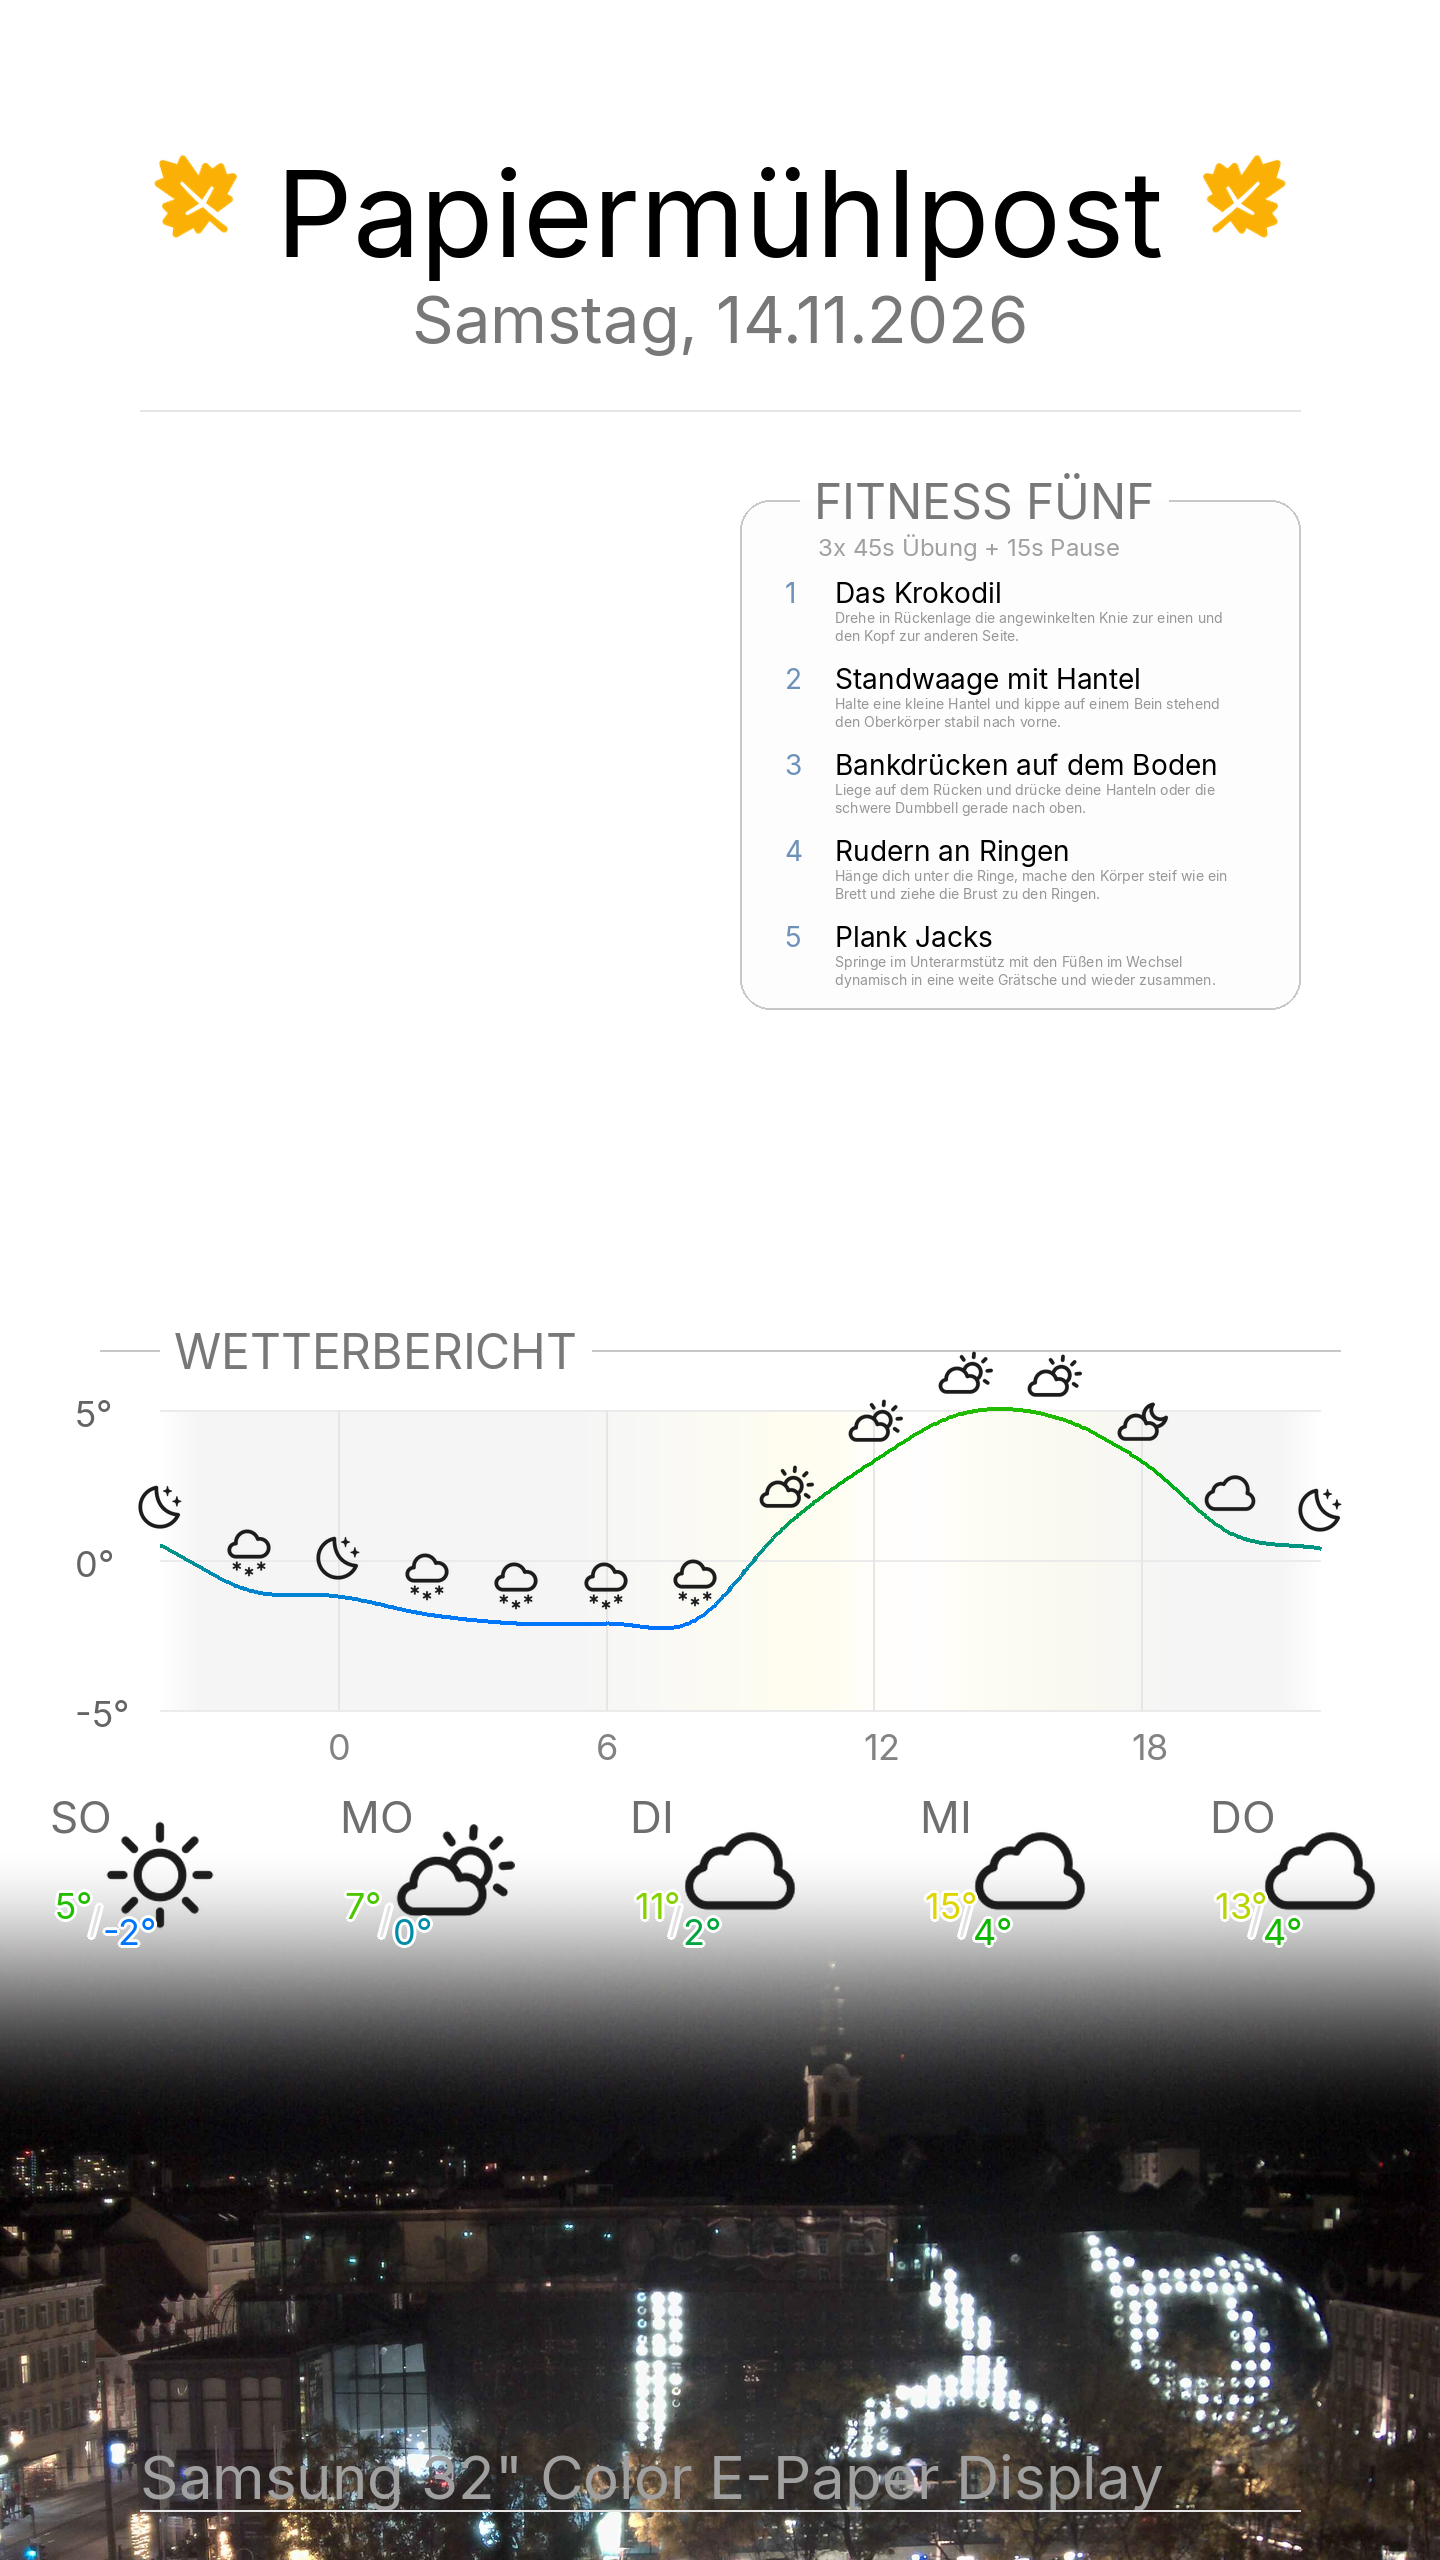 Papiermühlpost
Samstag, 14.11.2026
FITNESS FÜNF
3x 45s Übung + 15s Pause
1 Das Krokodil
Drehe in Rückenlage die angewinkelten Knie zur einen und
den Kopf zur anderen Seite.
2 Standwaage mit Hantel
Halte eine kleine Hantel und kippe auf einem Bein stehend
den Oberkörper stabil nach vorne.
3 Bankdrücken auf dem Boden
Liege auf dem Rücken und drücke deine Hanteln oder die
schwere Dumbbell gerade nach oben.
4 Rudern an Ringen
Hänge dich unter die Ringe, mache den Körper steif wie ein
Brett und ziehe die Brust zu den Ringen.
5 Plank Jacks
Springe im Unterarmstütz mit den Füßen im Wechsel
dynamisch in eine weite Grätsche und wieder zusammen.
WETTERBERICHT
5°
0°
-5°
0 6 12 18
SO MO DI MI DO
5°/-2° 7°/0° 11°/2° 15°/4° 13°/4°
Samsung 32" Color E-Paper Display